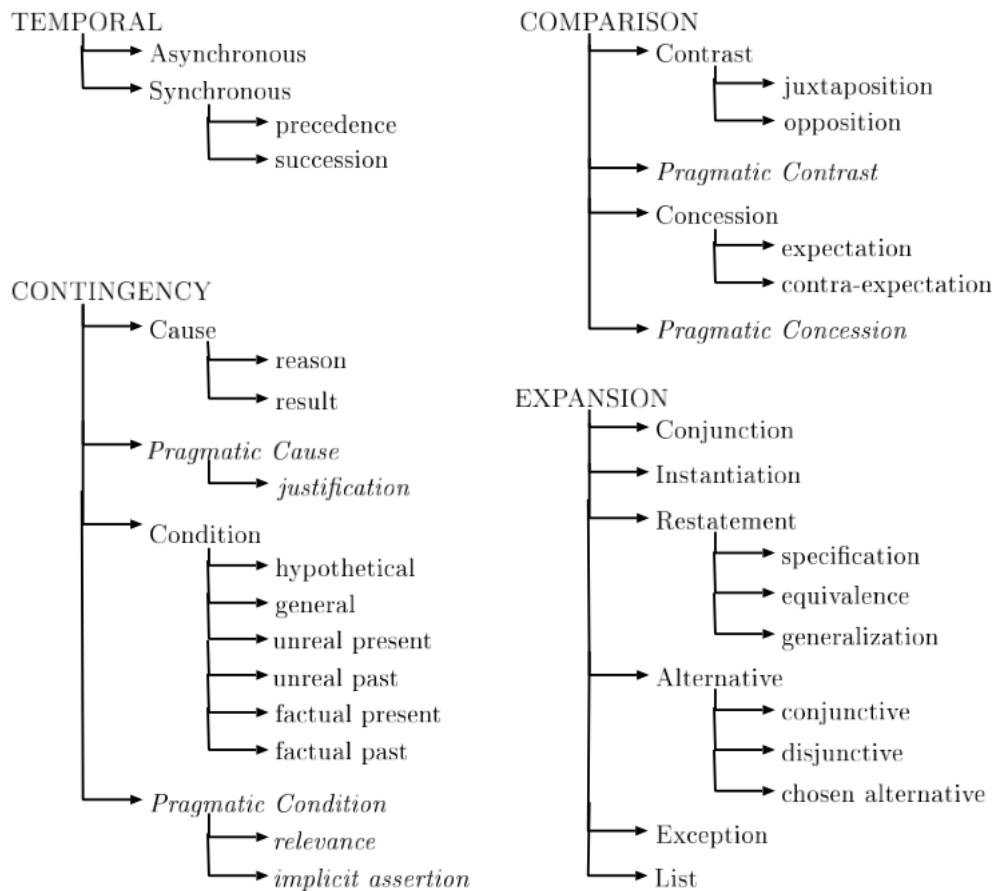 TEMPORAL
Asynchronous
Synchronous
precedence
succession
CONTINGENCY
Cause
reason
result
Pragmatic Cause
justification
Condition
hypothetical
general
unreal present
unreal past
factual present
factual past
Pragmatic Condition
relevance
implicit assertion
COMPARISON
Contrast
juxtaposition
opposition
Pragmatic Contrast
Concession
expectation
contra-expectation
Pragmatic Concession
EXPANSION
Conjunction
Instantiation
Restatement
specification
equivalence
generalization
Alternative
conjunctive
disjunctive
chosen alternative
Exception
List